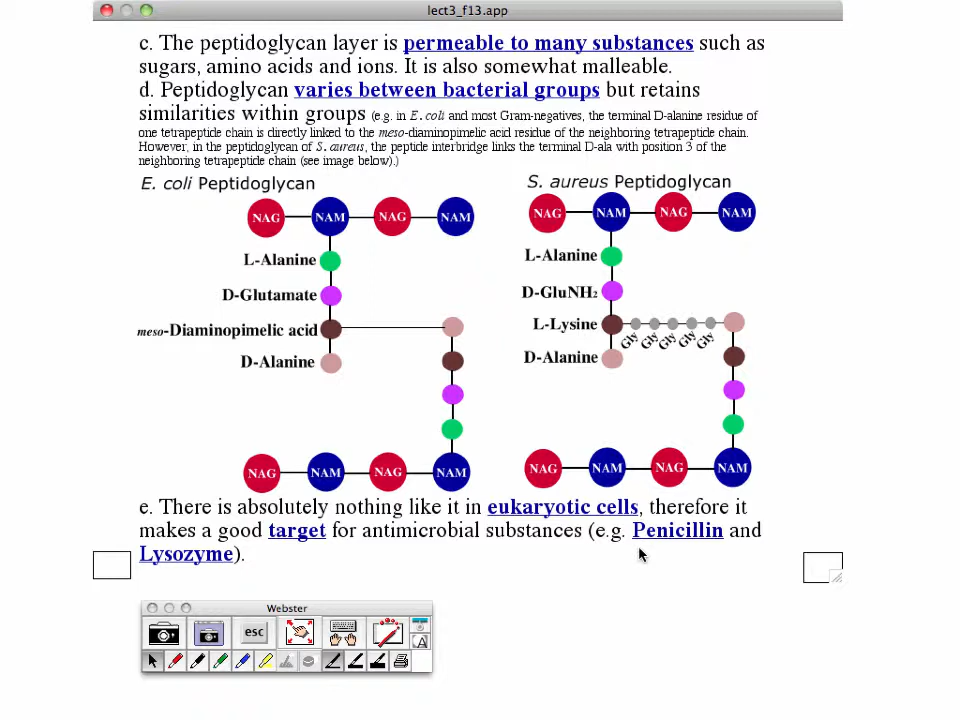 lect3_f13.app
c. The peptidoglycan layer is permeable to many substances such as
sugars, amino acids and ions. It is also somewhat malleable.
d. Peptidoglycan varies between bacterial groups but retains
similarities within groups (e.g. in E. coli and most Gram-negatives, the terminal D-alanine residue of
one tetrapeptide chain is directly linked to the meso-diaminopimelic acid residue of the neighboring tetrapeptide chain.
However, in the peptidoglycan of S. aureus, the peptide interbridge links the terminal D-ala with position 3 of the
neighboring tetrapeptide chain (see image below).)
E. coli Peptidoglycan
NAG NAM NAG NAM
L-Alanine
D-Glutamate
meso-Diaminopimelic acid
D-Alanine
NAG NAM NAG NAM
S. aureus Peptidoglycan
NAG NAM NAG NAM
L-Alanine
D-GluNH₂
L-Lysine
Gly Gly Gly Gly Gly
D-Alanine
NAG NAM NAG NAM
e. There is absolutely nothing like it in eukaryotic cells, therefore it
makes a good target for antimicrobial substances (e.g. Penicillin and
Lysozyme).
Webster
esc
A